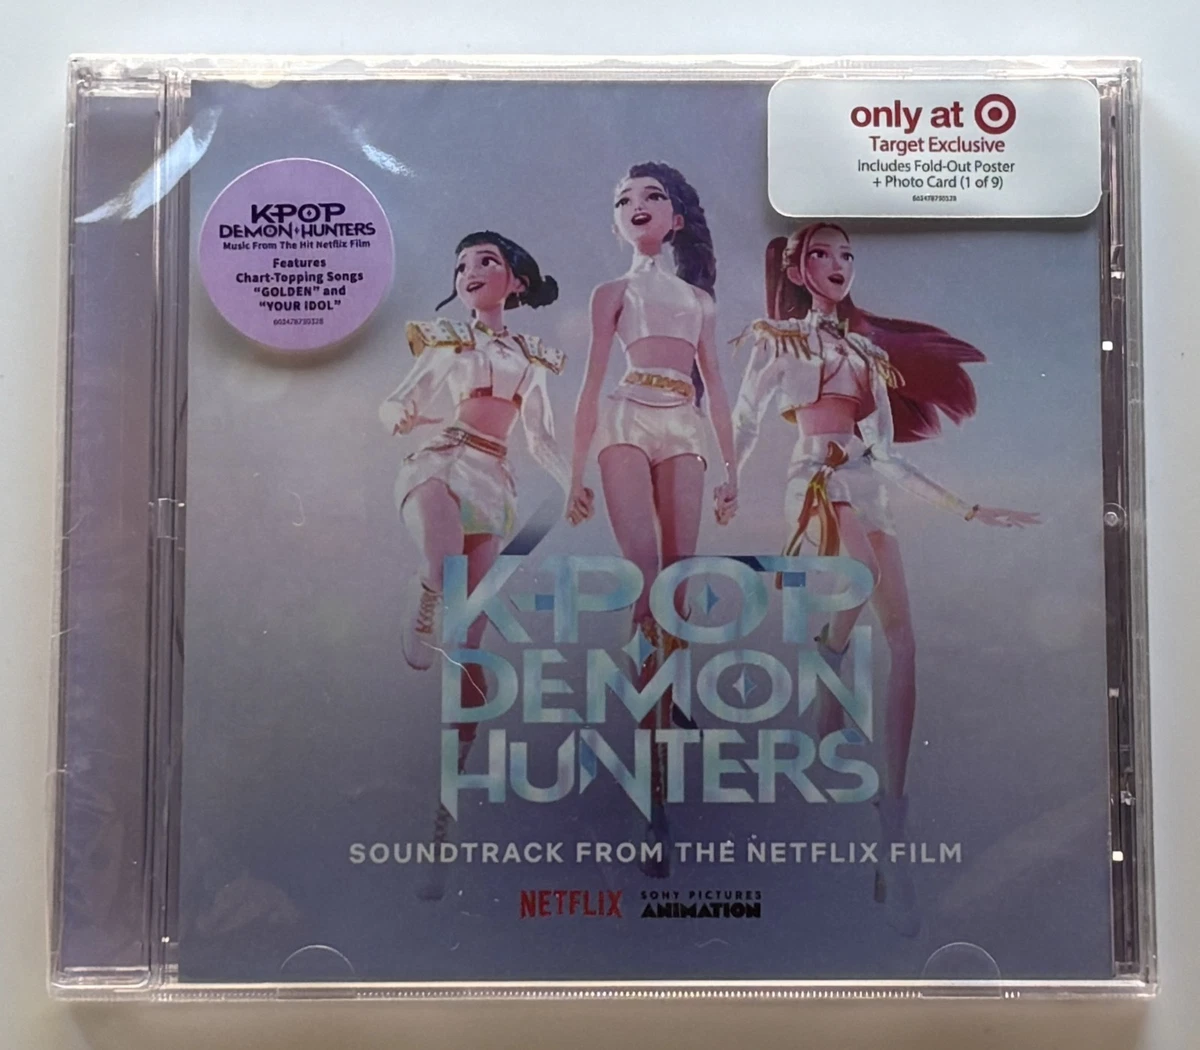 only at
Target Exclusive
Includes Fold-Out Poster
+ Photo Card (1 of 9)
K-POP
DEMON HUNTERS
Music From The Hit Netflix Film
Features
Chart-Topping Songs
“GOLDEN” and
“YOUR IDOL”
K-POP
DEMON
HUNTERS
SOUNDTRACK FROM THE NETFLIX FILM
NETFLIX
SONY PICTURES
ANIMATION